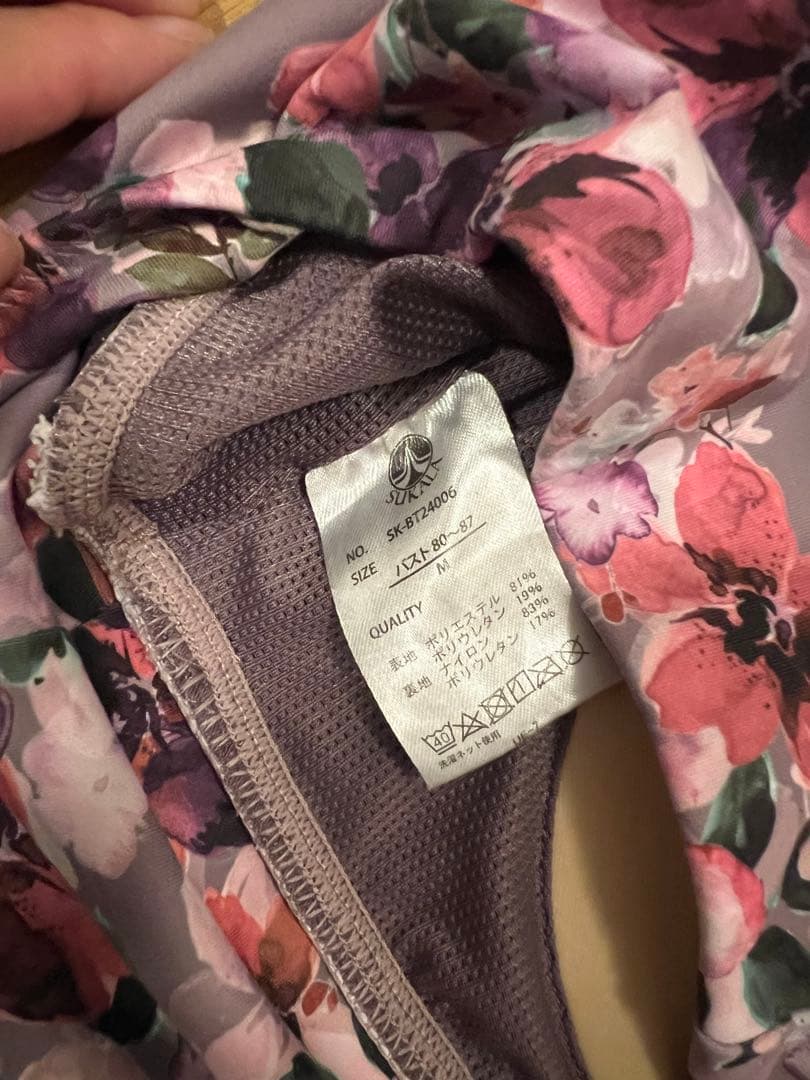 SUKALA
NO. SK-BT24006
SIZE バスト80～87
M
QUALITY
表地 ポリエステル 81%
ポリウレタン 19%
裏地 ナイロン 83%
ポリウレタン 17%
40
洗濯ネット使用